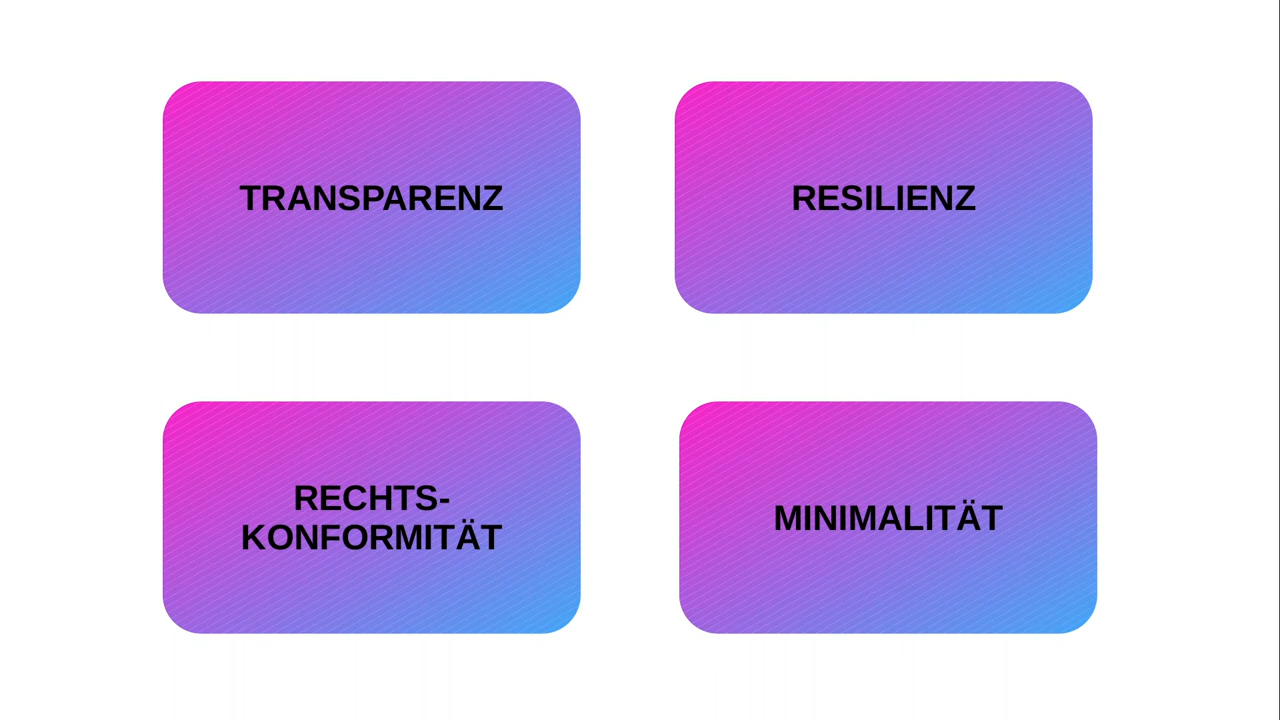 TRANSPARENZ
RESILIENZ
RECHTS-
KONFORMITÄT
MINIMALITÄT